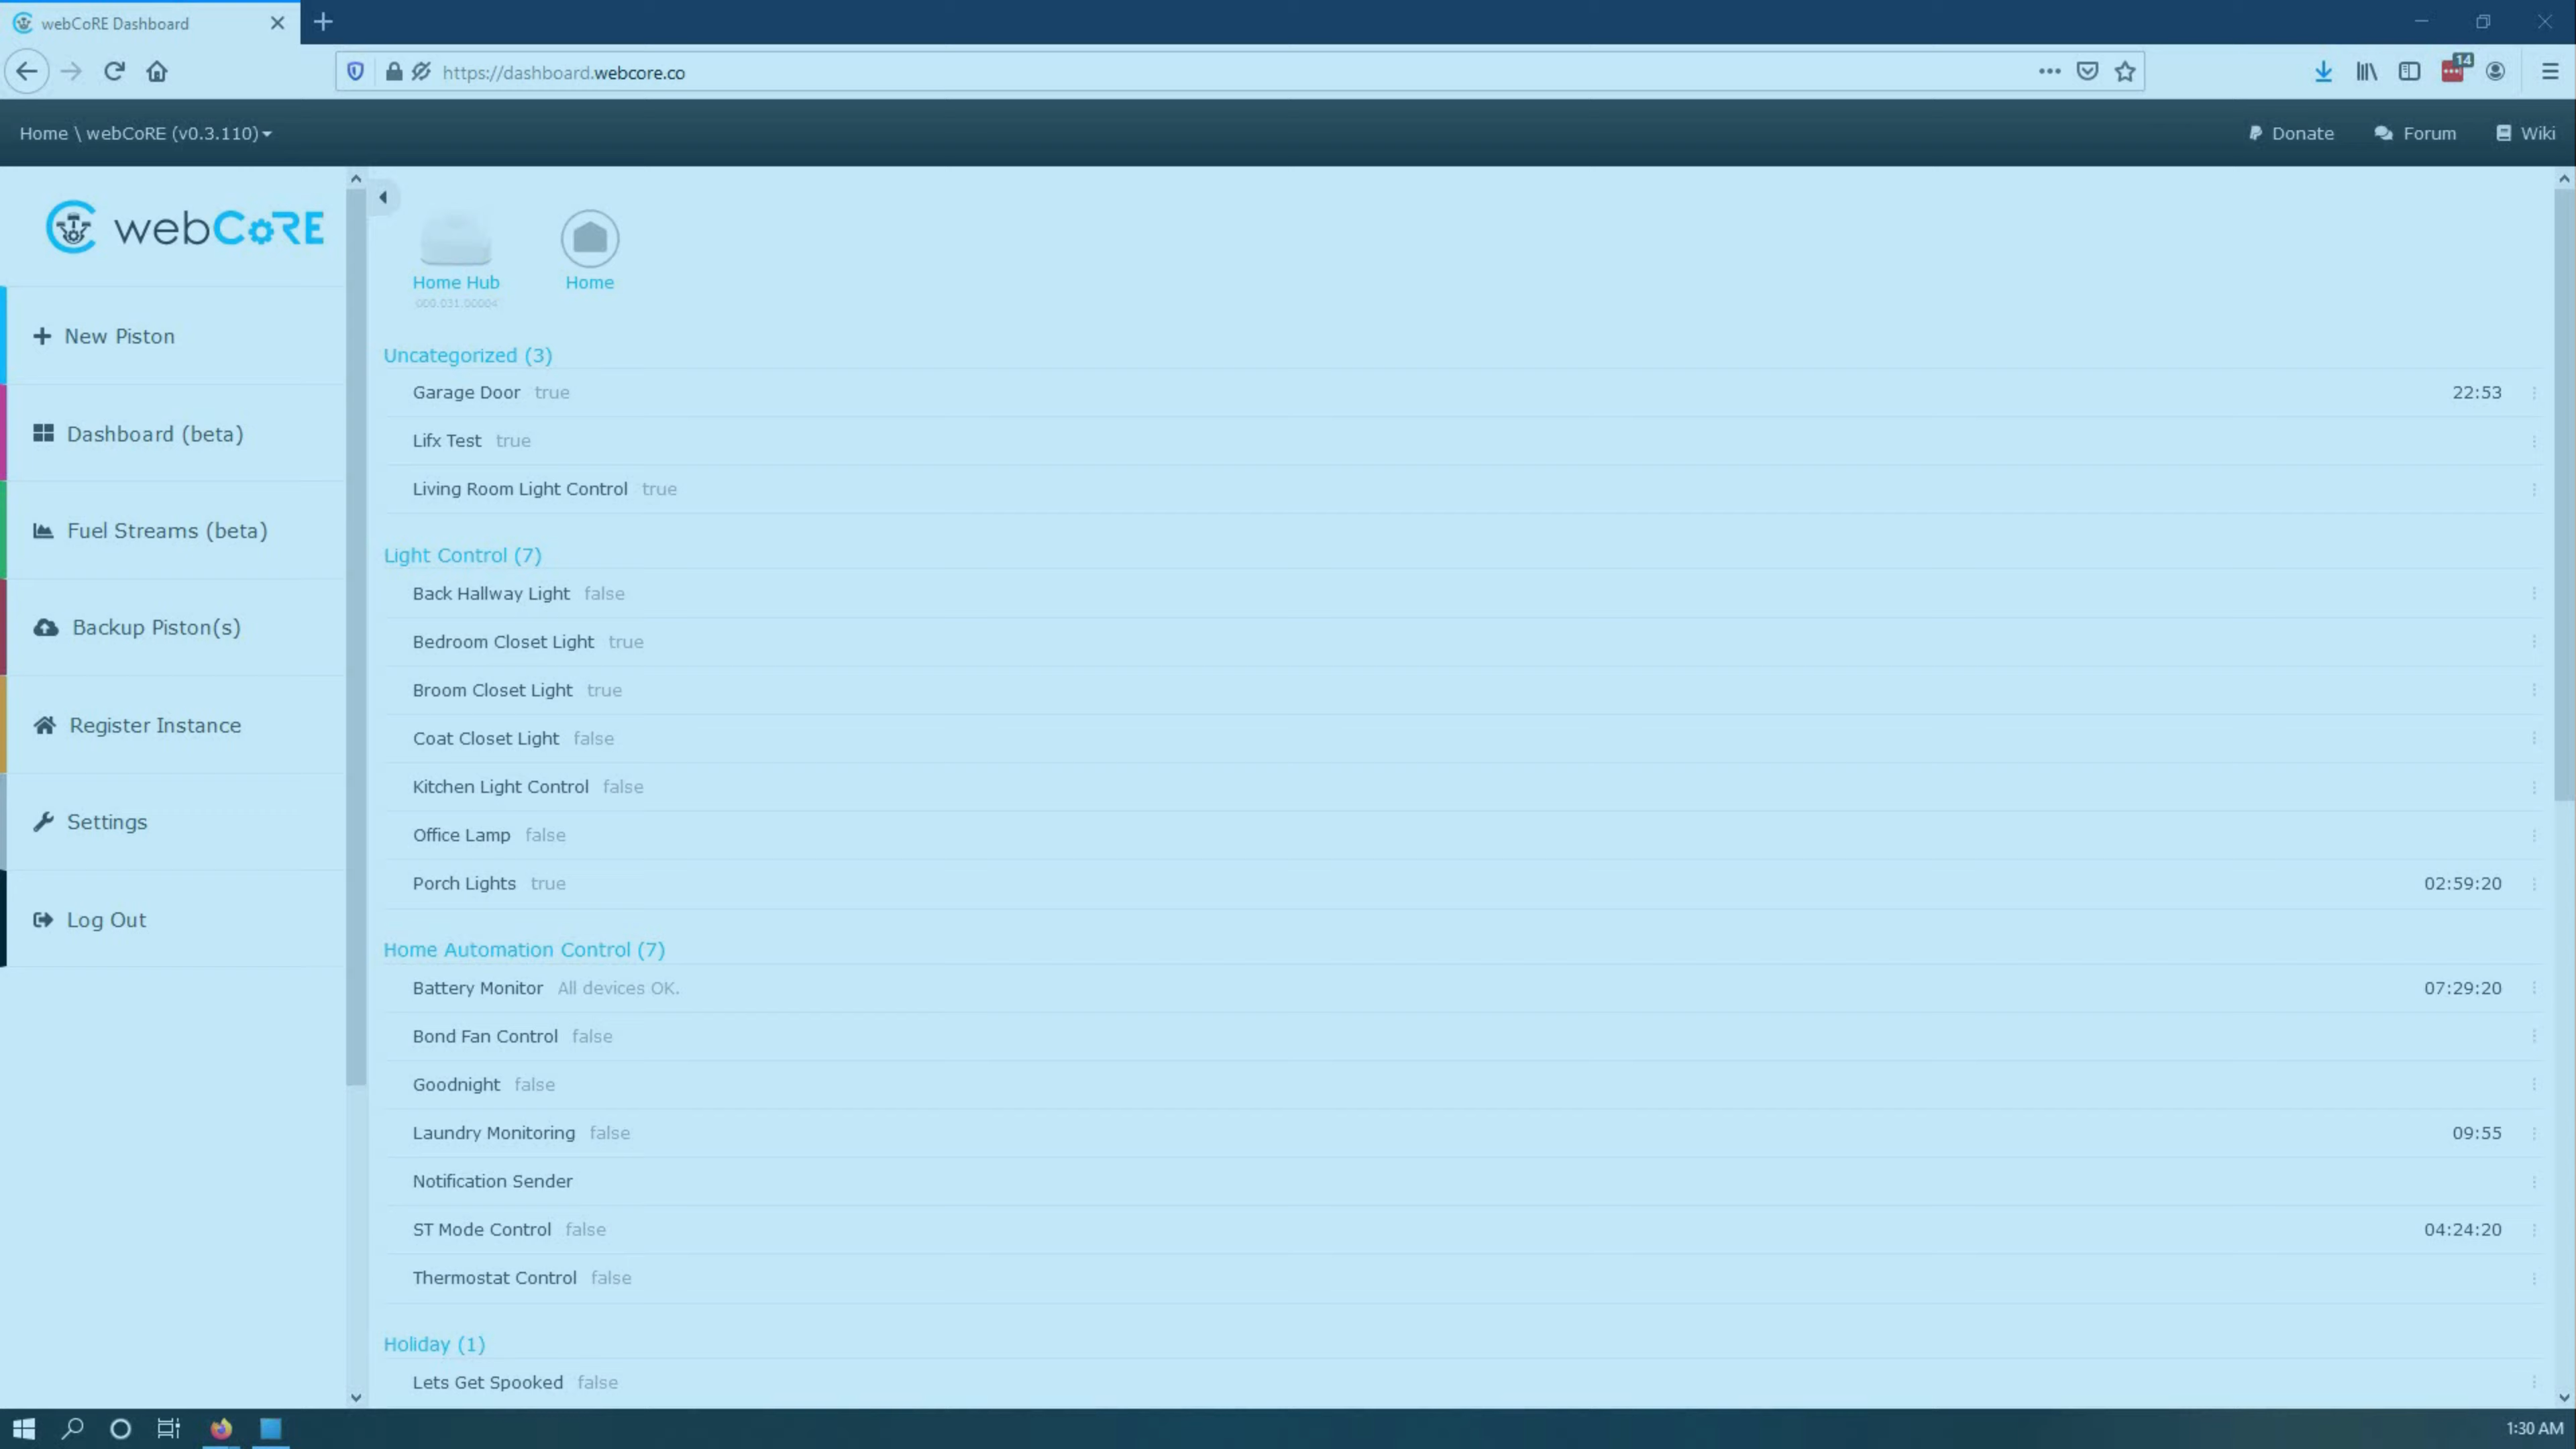 webCoRE Dashboard
https://dashboard.webcore.co
14
Home \ webCoRE (v0.3.110)
Donate
Forum
Wiki
webCoRE
New Piston
Dashboard (beta)
Fuel Streams (beta)
Backup Piston(s)
Register Instance
Settings
Log Out
Home Hub
000.031.00004
Home
Uncategorized (3)
Garage Door true 22:53
Lifx Test true
Living Room Light Control true
Light Control (7)
Back Hallway Light false
Bedroom Closet Light true
Broom Closet Light true
Coat Closet Light false
Kitchen Light Control false
Office Lamp false
Porch Lights true 02:59:20
Home Automation Control (7)
Battery Monitor All devices OK. 07:29:20
Bond Fan Control false
Goodnight false
Laundry Monitoring false 09:55
Notification Sender
ST Mode Control false 04:24:20
Thermostat Control false
Holiday (1)
Lets Get Spooked false
1:30 AM